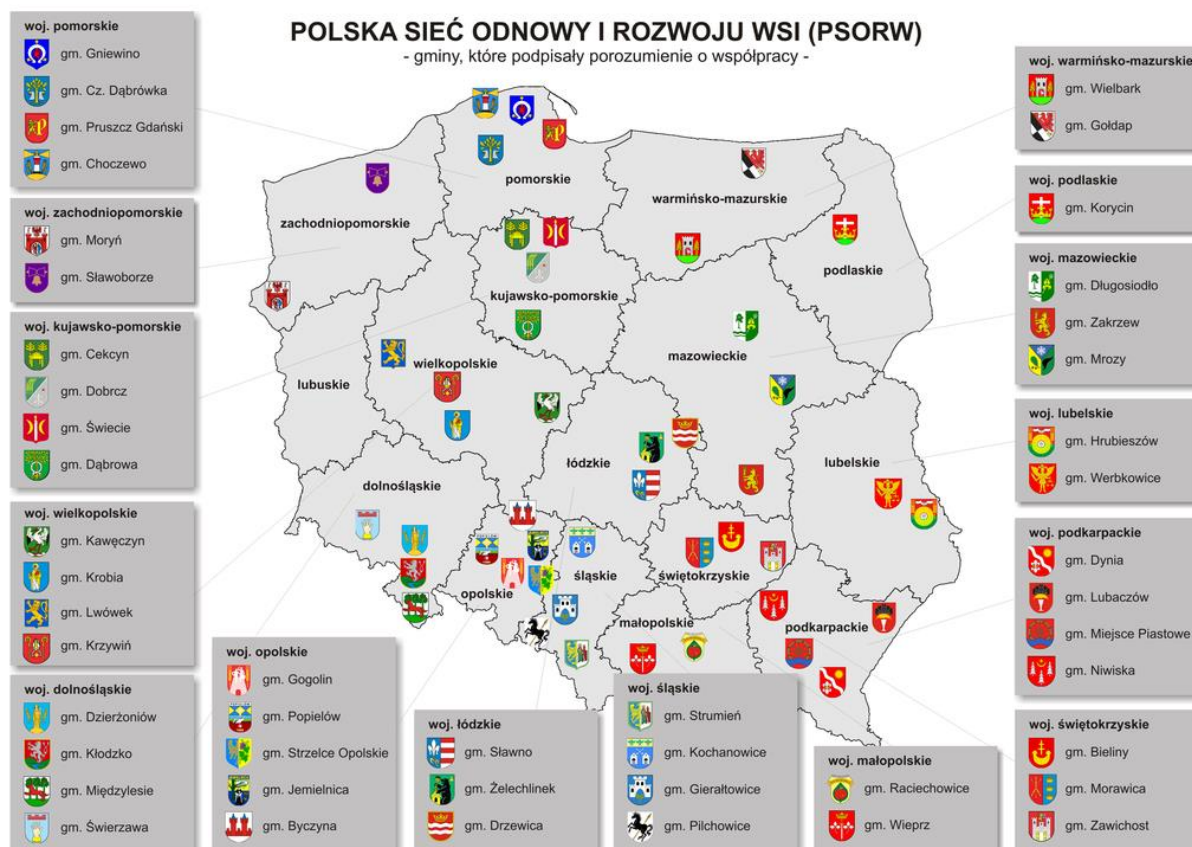 POLSKA SIEĆ ODNOWY I ROZWOJU WSI (PSORW)
- gminy, które podpisały porozumienie o współpracy -
woj. pomorskie
gm. Gniewino
gm. Cz. Dąbrówka
gm. Pruszcz Gdański
gm. Choczewo
woj. zachodniopomorskie
gm. Moryń
gm. Sławoborze
woj. kujawsko-pomorskie
gm. Cekcyn
gm. Dobrcz
gm. Świecie
gm. Dąbrowa
woj. wielkopolskie
gm. Kawęczyn
gm. Krobia
gm. Lwówek
gm. Krzywiń
woj. dolnośląskie
gm. Dzierżoniów
gm. Kłodzko
gm. Międzylesie
gm. Świerzawa
woj. opolskie
gm. Gogolin
gm. Popielów
gm. Strzelce Opolskie
gm. Jemielnica
gm. Byczyna
woj. łódzkie
gm. Sławno
gm. Żelechlinek
gm. Drzewica
woj. śląskie
gm. Strumień
gm. Kochanowice
gm. Gierałtowice
gm. Pilchowice
woj. małopolskie
gm. Raciechowice
gm. Wieprz
woj. warmińsko-mazurskie
gm. Wielbark
gm. Gołdap
woj. podlaskie
gm. Korycin
woj. mazowieckie
gm. Długosiodło
gm. Zakrzew
gm. Mrozy
woj. lubelskie
gm. Hrubieszów
gm. Werbkowice
woj. podkarpackie
gm. Dynia
gm. Lubaczów
gm. Miejsce Piastowe
gm. Niwiska
woj. świętokrzyskie
gm. Bieliny
gm. Morawica
gm. Zawichost
pomorskie
zachodniopomorskie
warmińsko-mazurskie
podlaskie
kujawsko-pomorskie
mazowieckie
wielkopolskie
lubuskie
łódzkie
lubelskie
dolnośląskie
opolskie
śląskie
świętokrzyskie
małopolskie
podkarpackie